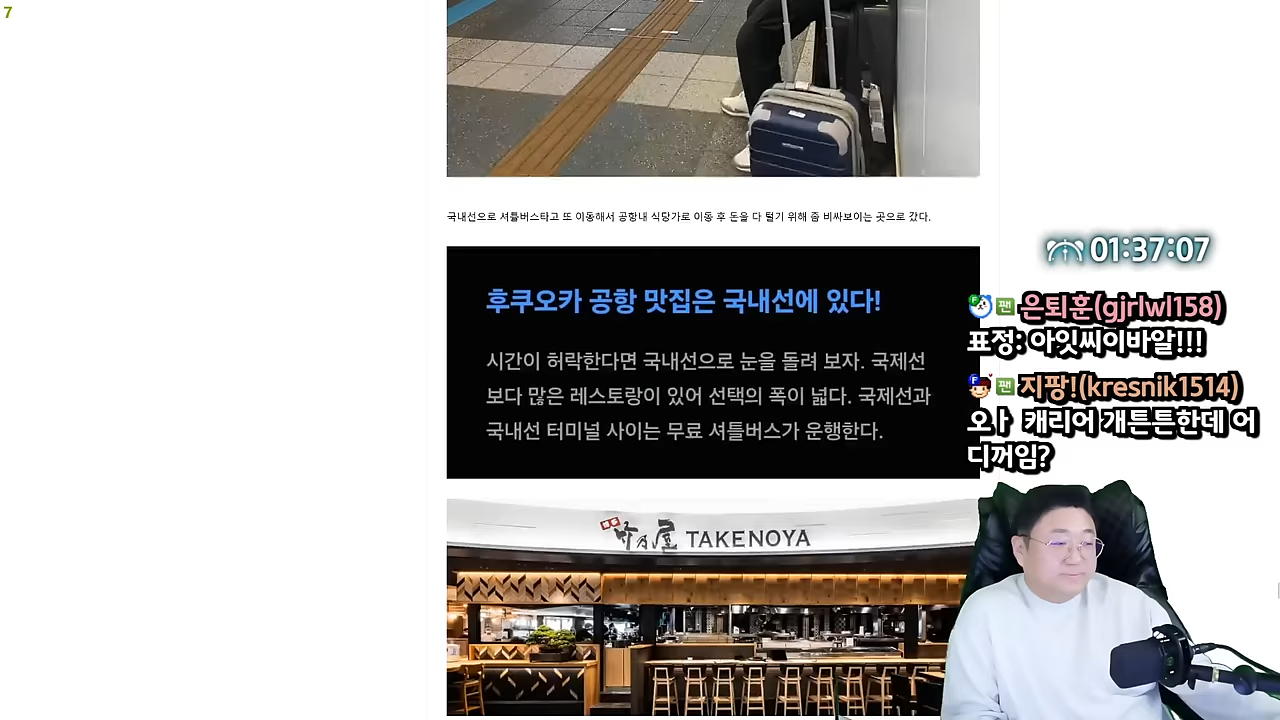 7
국내선으로 셔틀버스타고 또 이동해서 공항내 식당가로 이동 후 돈을 다 털기 위해 좀 비싸보이는 곳으로 갔다.
후쿠오카 공항 맛집은 국내선에 있다!
시간이 허락한다면 국내선으로 눈을 돌려 보자. 국제선
보다 많은 레스토랑이 있어 선택의 폭이 넓다. 국제선과
국내선 터미널 사이는 무료 셔틀버스가 운행한다.
竹乃屋 TAKENOYA
01:37:07
F 팬 은퇴훈(gjrlwl158)
표정: 아잇씨이바알!!!
F 팬 지팡!(kresnik1514)
오ㅏ 캐리어 개튼튼한데 어
디꺼임?